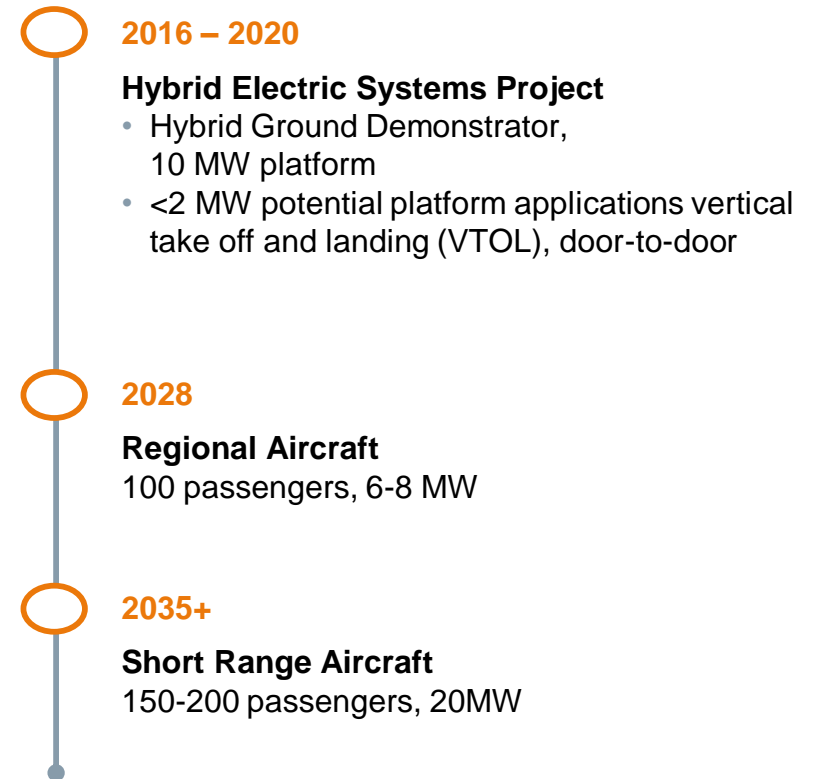 2016 – 2020
Hybrid Electric Systems Project
• Hybrid Ground Demonstrator,
10 MW platform
• <2 MW potential platform applications vertical
take off and landing (VTOL), door-to-door
2028
Regional Aircraft
100 passengers, 6-8 MW
2035+
Short Range Aircraft
150-200 passengers, 20MW